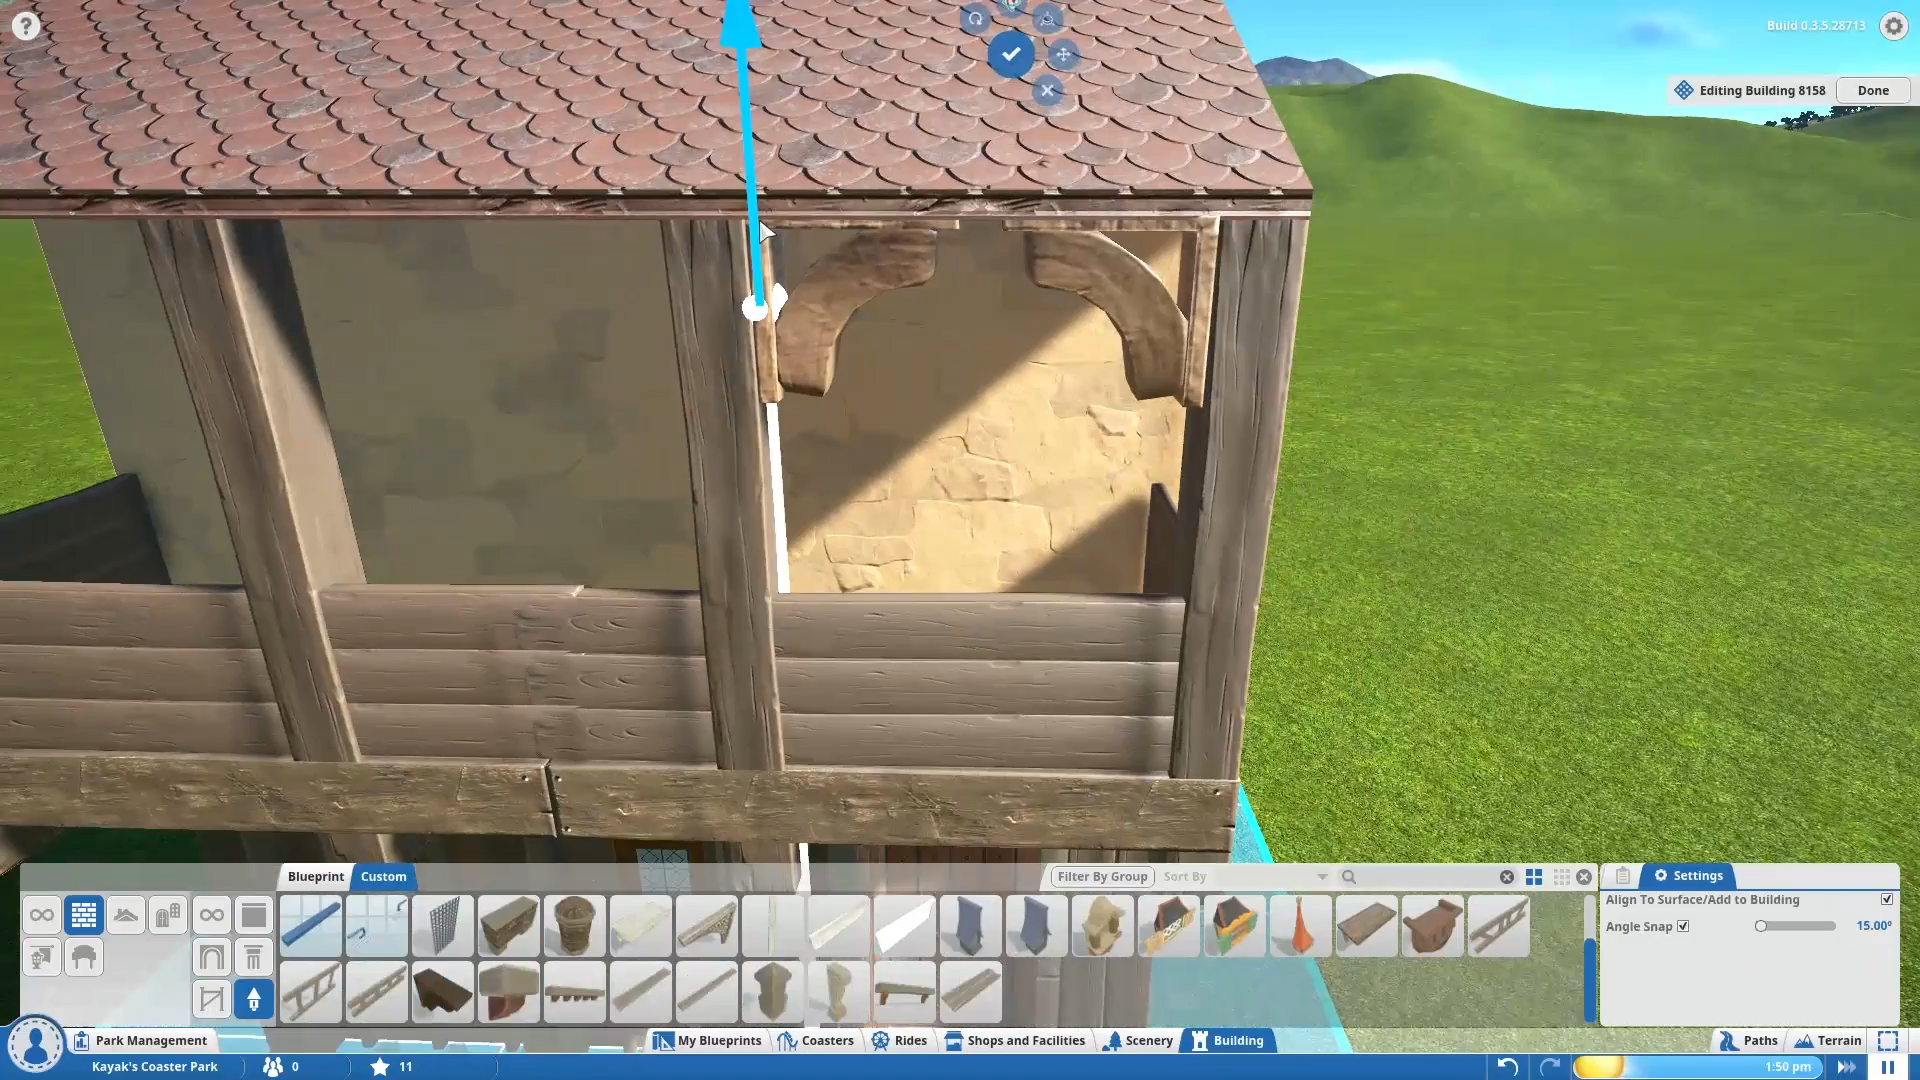 ?
Build 0.3.5.28713
Editing Building 8158
Done
Blueprint
Custom
Filter By Group
Sort By
Settings
Align To Surface/Add to Building
Angle Snap
15.00º
Park Management
My Blueprints
Coasters
Rides
Shops and Facilities
Scenery
Building
Paths
Terrain
Kayak's Coaster Park
0
11
1:50 pm